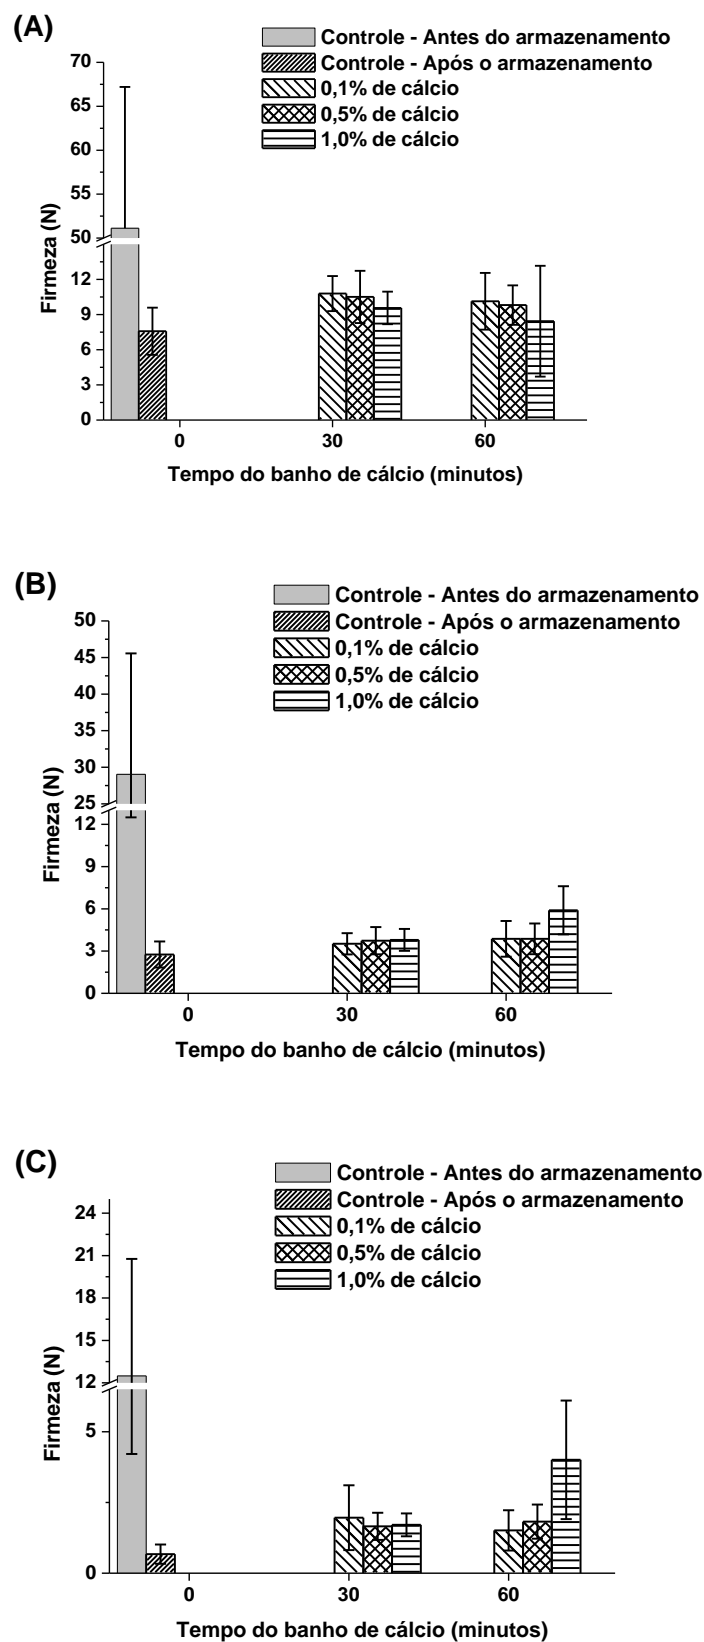 (A)
Controle - Antes do armazenamento
Controle - Após o armazenamento
0,1% de cálcio
0,5% de cálcio
1,0% de cálcio
70
65
60
55
50
12
9
6
3
0
Firmeza (N)
0 30 60
Tempo do banho de cálcio (minutos)
(B)
Controle - Antes do armazenamento
Controle - Após o armazenamento
0,1% de cálcio
0,5% de cálcio
1,0% de cálcio
50
45
40
35
30
25
12
9
6
3
0
Firmeza (N)
0 30 60
Tempo do banho de cálcio (minutos)
(C)
Controle - Antes do armazenamento
Controle - Após o armazenamento
0,1% de cálcio
0,5% de cálcio
1,0% de cálcio
24
21
18
15
12
5
0
Firmeza (N)
0 30 60
Tempo do banho de cálcio (minutos)